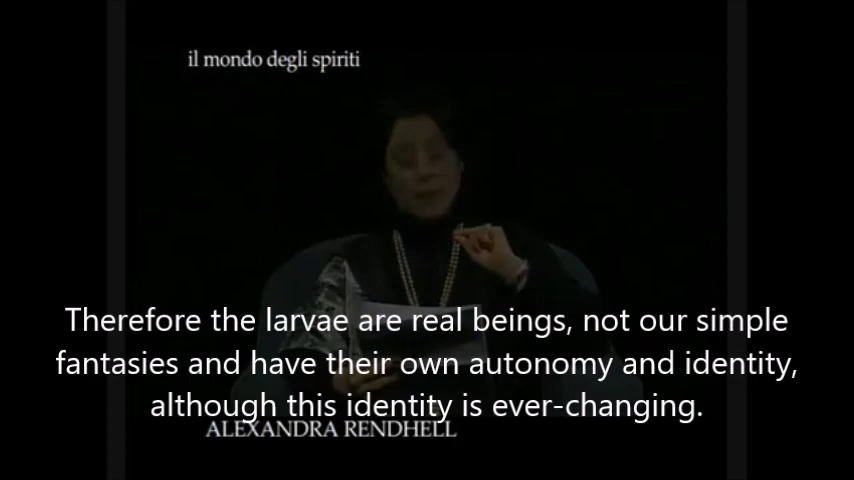 il mondo degli spiriti
Therefore the larvae are real beings, not our simple
fantasies and have their own autonomy and identity,
although this identity is ever-changing.
ALEXANDRA RENDHELL